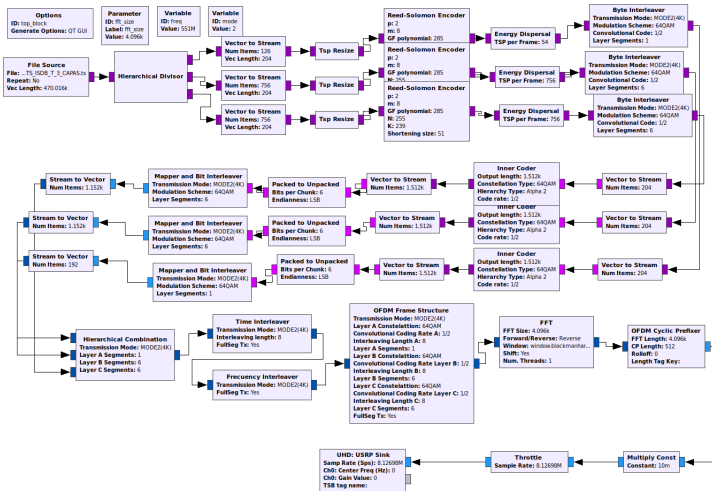 Options
ID: top_block
Generate Options: QT GUI
Parameter
ID: fft_size
Label: fft_size
Value: 4.096k
Variable
ID: freq
Value: 551M
Variable
ID: mode
Value: 2
File Source
File: ...TS_ISDB_T_3_CAPAS.ts
Repeat: No
Vec Length: 470.016k
Hierarchical Divisor
Vector to Stream
Num Items: 126
Vec Length: 204
Vector to Stream
Num Items: 756
Vec Length: 204
Vector to Stream
Num Items: 756
Vec Length: 204
Tsp Resize
Tsp Resize
Tsp Resize
Reed-Solomon Encoder
p: 2
m: 8
GF polynomial: 285
Reed-Solomon Encoder
p: 2
m: 8
GF polynomial: 285
N: 255
Reed-Solomon Encoder
p: 2
m: 8
GF polynomial: 285
N: 255
K: 239
Shortening size: 51
Energy Dispersal
TSP per Frame: 54
Energy Dispersal
TSP per Frame: 756
Energy Dispersal
TSP per Frame: 756
Byte Interleaver
Transmission Mode: MODE2(4K)
Modulation Scheme: 64QAM
Convolutional Code: 1/2
Layer Segments: 1
Byte Interleaver
Transmission Mode: MODE2(4K)
Modulation Scheme: 64QAM
Convolutional Code: 1/2
Layer Segments: 6
Byte Interleaver
Transmission Mode: MODE2(4K)
Modulation Scheme: 64QAM
Convolutional Code: 1/2
Layer Segments: 6
Stream to Vector
Num Items: 1.152k
Mapper and Bit Interleaver
Transmission Mode: MODE2(4K)
Modulation Scheme: 64QAM
Layer Segments: 6
Packed to Unpacked
Bits per Chunk: 6
Endianness: LSB
Vector to Stream
Num Items: 1.512k
Inner Coder
Output length: 1.512k
Constellation Type: 64QAM
Hierarchy Type: Alpha 2
Code rate: 1/2
Vector to Stream
Num Items: 204
Stream to Vector
Num Items: 1.152k
Mapper and Bit Interleaver
Transmission Mode: MODE2(4K)
Modulation Scheme: 64QAM
Layer Segments: 6
Packed to Unpacked
Bits per Chunk: 6
Endianness: LSB
Vector to Stream
Num Items: 1.512k
Inner Coder
Output length: 1.512k
Constellation Type: 64QAM
Hierarchy Type: Alpha 2
Code rate: 1/2
Vector to Stream
Num Items: 204
Stream to Vector
Num Items: 192
Mapper and Bit Interleaver
Transmission Mode: MODE2(4K)
Modulation Scheme: 64QAM
Layer Segments: 1
Packed to Unpacked
Bits per Chunk: 6
Endianness: LSB
Vector to Stream
Num Items: 1.512k
Inner Coder
Output length: 1.512k
Constellation Type: 64QAM
Hierarchy Type: Alpha 2
Code rate: 1/2
Vector to Stream
Num Items: 204
Hierarchical Combination
Transmission Mode: MODE2(4K)
Layer A Segments: 1
Layer B Segments: 6
Layer C Segments: 6
Time Interleaver
Transmission Mode: MODE2(4K)
Interleaving length: 8
FullSeg Tx: Yes
Frecuency Interleaver
Transmission Mode: MODE2(4K)
FullSeg Tx: Yes
OFDM Frame Structure
Transmission Mode: MODE2(4K)
Layer A Constelattion: 64QAM
Convolutional Coding Rate A: 1/2
Interleaving Length A: 8
Layer A Segments: 1
Layer B Constelattion: 64QAM
Convolutional Coding Rate Layer B: 1/2
Interleaving Length B: 8
Layer B Segments: 6
Layer C Constelattion: 64QAM
Convolutional Coding Rate Layer C: 1/2
Interleaving Length C: 8
Layer C Segments: 6
FullSeg Tx: Yes
FFT
FFT Size: 4.096k
Forward/Reverse: Reverse
Window: window.blackmanhar...
Shift: Yes
Num. Threads: 1
OFDM Cyclic Prefixer
FFT Length: 4.096k
CP Length: 512
Rolloff: 0
Length Tag Key:
UHD: USRP Sink
Samp Rate (Sps): 8.12698M
Ch0: Center Freq (Hz): 0
Ch0: Gain Value: 0
TSB tag name:
Throttle
Sample Rate: 8.12698M
Multiply Const
Constant: 10m